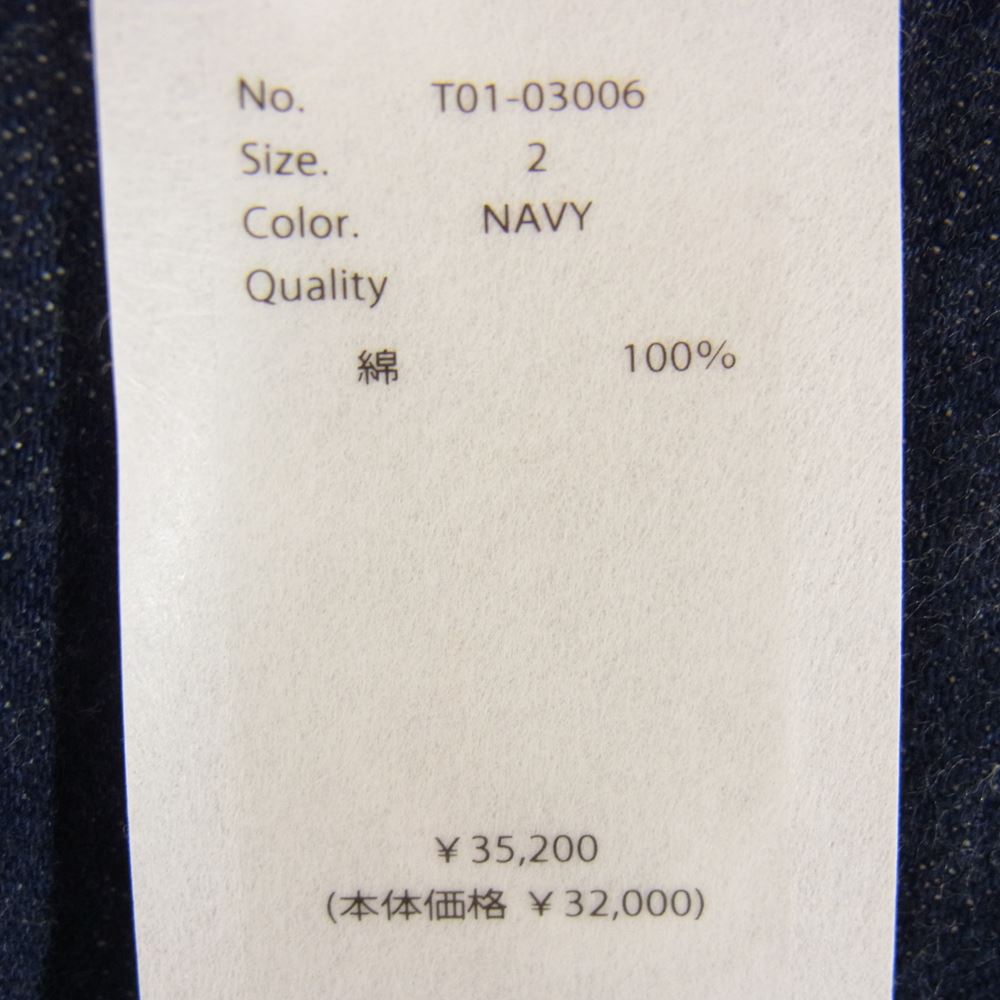 No. T01-03006
Size. 2
Color. NAVY
Quality
綿 100%
¥35,200
(本体価格 ¥32,000)